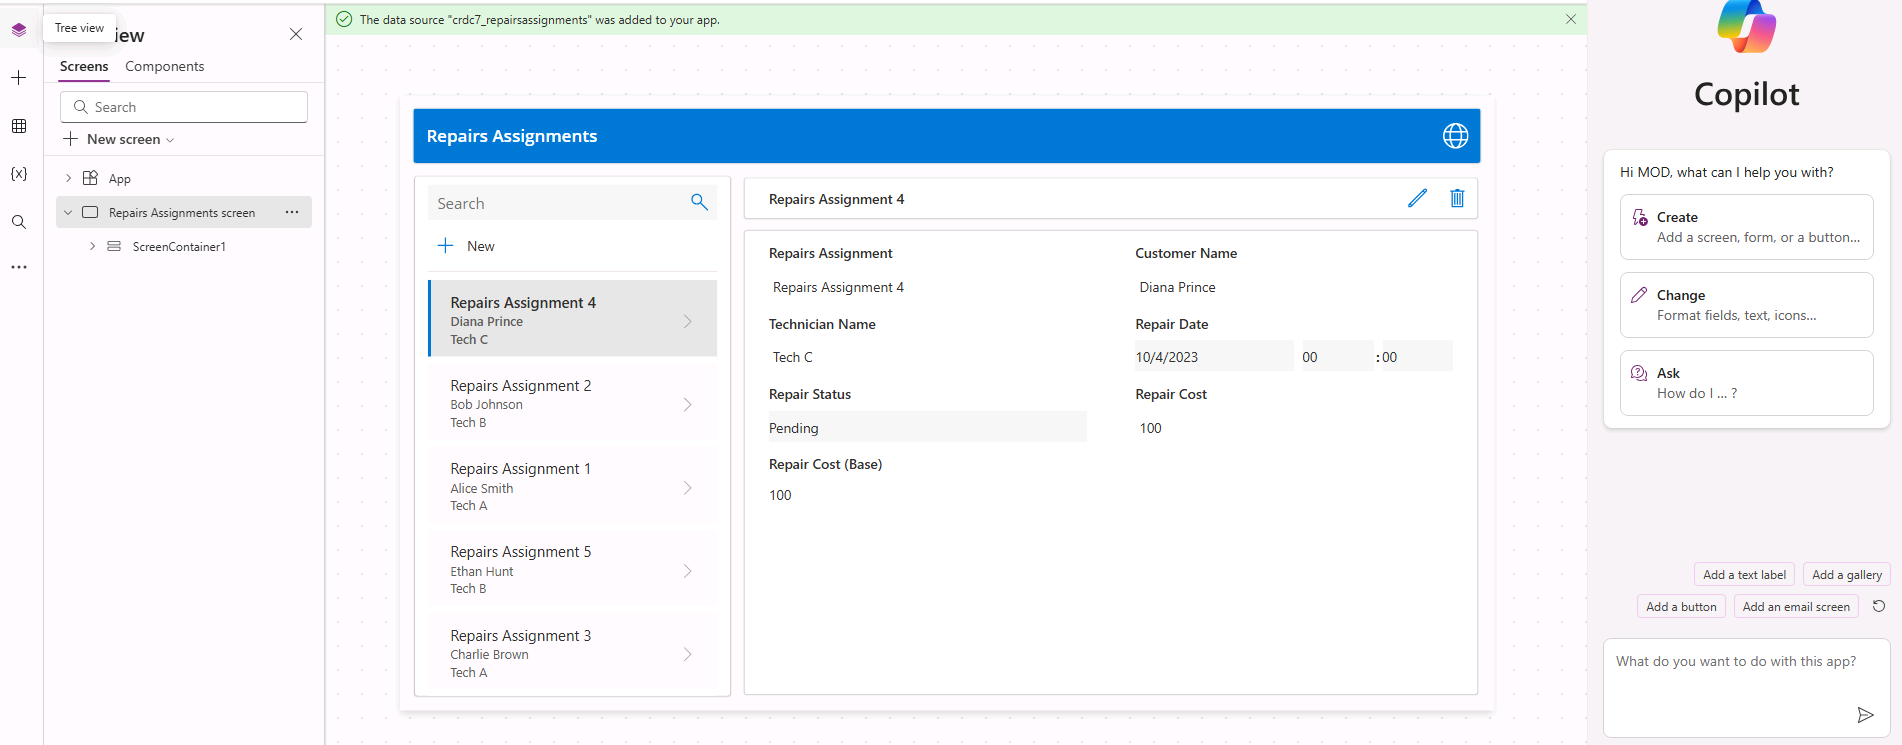 Tree view
iew
Screens
Components
Search
New screen
App
Repairs Assignments screen
ScreenContainer1
The data source "crdc7_repairsassignments" was added to your app.
Repairs Assignments
Search
New
Repairs Assignment 4
Diana Prince
Tech C
Repairs Assignment 2
Bob Johnson
Tech B
Repairs Assignment 1
Alice Smith
Tech A
Repairs Assignment 5
Ethan Hunt
Tech B
Repairs Assignment 3
Charlie Brown
Tech A
Repairs Assignment 4
Repairs Assignment
Customer Name
Repairs Assignment 4
Diana Prince
Technician Name
Repair Date
Tech C
10/4/2023 00 : 00
Repair Status
Repair Cost
Pending
100
Repair Cost (Base)
100
Copilot
Hi MOD, what can I help you with?
Create
Add a screen, form, or a button...
Change
Format fields, text, icons...
Ask
How do I ... ?
Add a text label
Add a gallery
Add a button
Add an email screen
What do you want to do with this app?